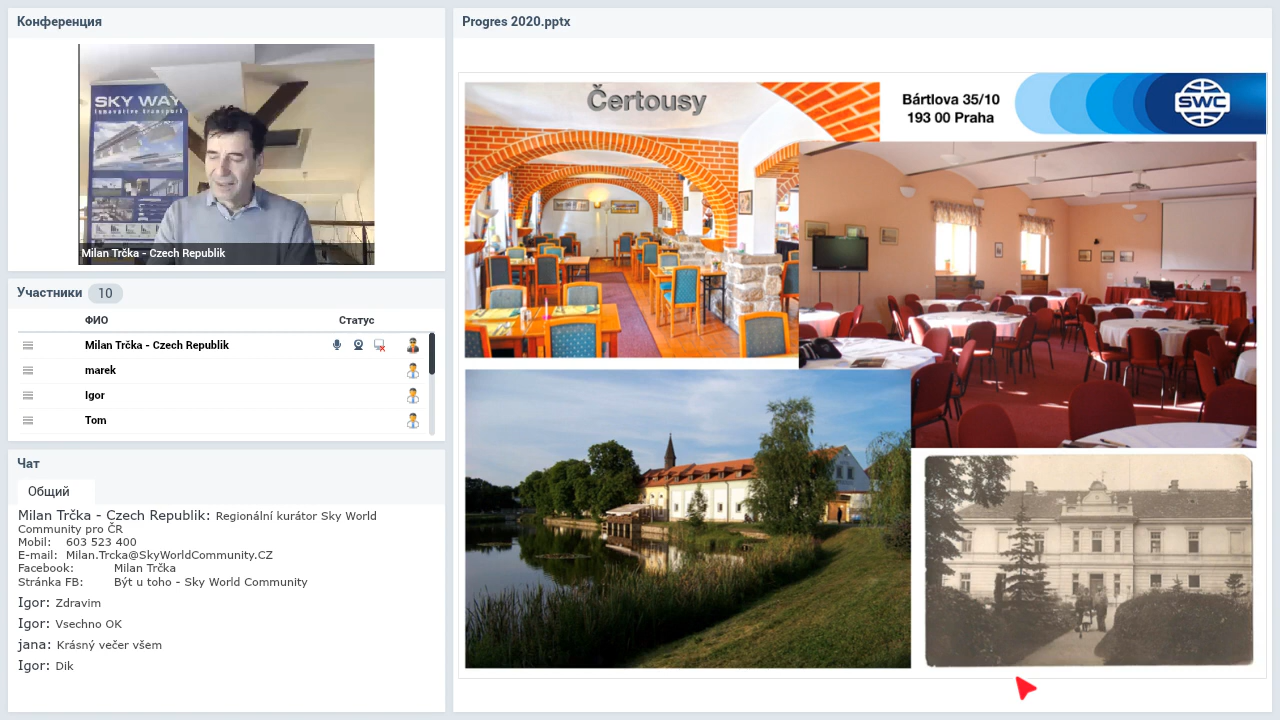 Конференция
SKY WAY
Innovative transport
Milan Trčka - Czech Republik
Участники 10
ФИО Статус
Milan Trčka - Czech Republik
marek
Igor
Tom
Чат
Общий
Milan Trčka - Czech Republik: Regionální kurátor Sky World
Community pro ČR
Mobil: 603 523 400
E-mail: Milan.Trcka@SkyWorldCommunity.CZ
Facebook: Milan Trčka
Stránka FB: Být u toho - Sky World Community
Igor: Zdravim
Igor: Vsechno OK
jana: Krásný večer všem
Igor: Dik
Progres 2020.pptx
Čertousy
Bártlova 35/10
193 00 Praha
SWC